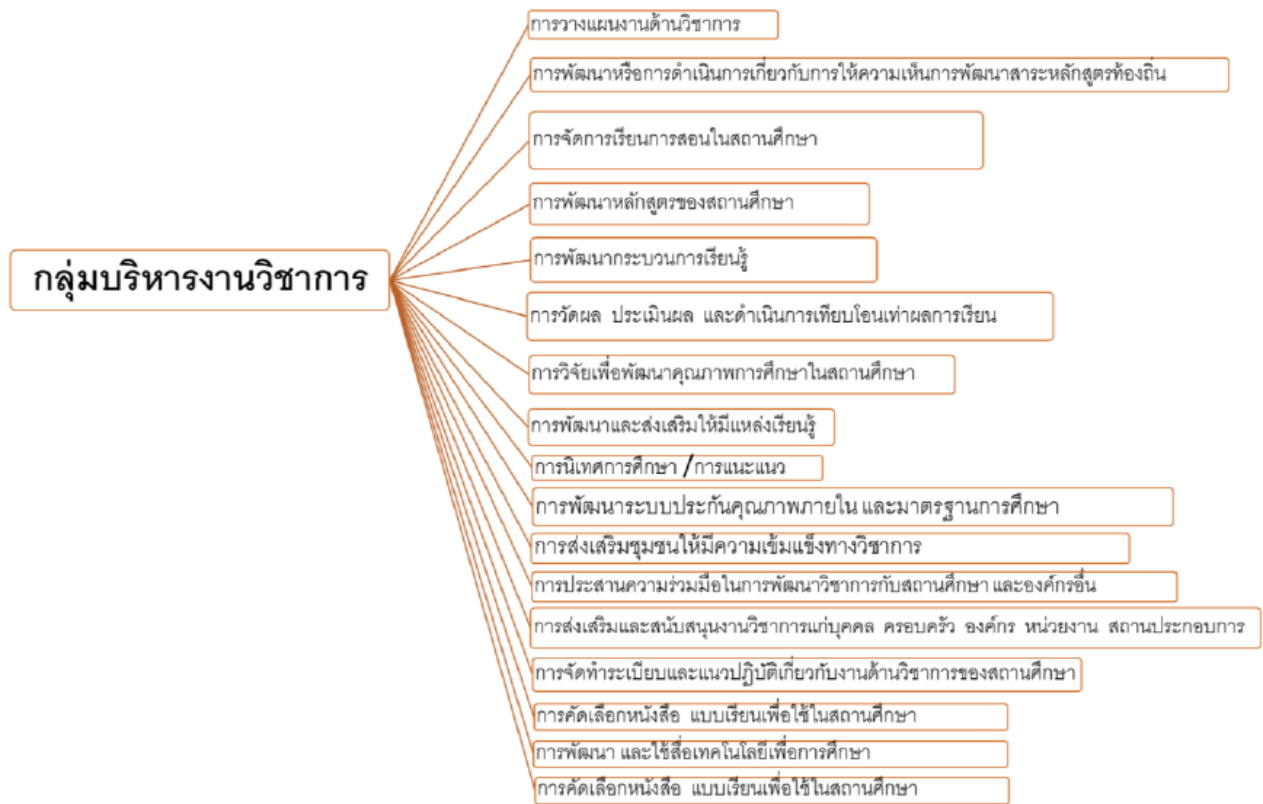 การวางแผนงานด้านวิชาการ
การพัฒนาหรือการดำเนินการเกี่ยวกับการให้ความเห็นการพัฒนาสาระหลักสูตรท้องถิ่น
การจัดการเรียนการสอนในสถานศึกษา
การพัฒนาหลักสูตรของสถานศึกษา
การพัฒนากระบวนการเรียนรู้
กลุ่มบริหารงานวิชาการ
การวัดผล ประเมินผล และดำเนินการเทียบโอนเท่าผลการเรียน
การวิจัยเพื่อพัฒนาคุณภาพการศึกษาในสถานศึกษา
การพัฒนาและส่งเสริมให้มีแหล่งเรียนรู้
การนิเทศการศึกษา /การแนะแนว
การพัฒนาระบบประกันคุณภาพภายใน และมาตรฐานการศึกษา
การส่งเสริมชุมชนให้มีความเข้มแข็งทางวิชาการ
การประสานความร่วมมือในการพัฒนาวิชาการกับสถานศึกษา และองค์กรอื่น
การส่งเสริมและสนับสนุนงานวิชาการแก่บุคคล ครอบครัว องค์กร หน่วยงาน สถานประกอบการ
การจัดทำระเบียบและแนวปฏิบัติเกี่ยวกับงานด้านวิชาการของสถานศึกษา
การคัดเลือกหนังสือ แบบเรียนเพื่อใช้ในสถานศึกษา
การพัฒนา และใช้สื่อเทคโนโลยีเพื่อการศึกษา
การคัดเลือกหนังสือ แบบเรียนเพื่อใช้ในสถานศึกษา